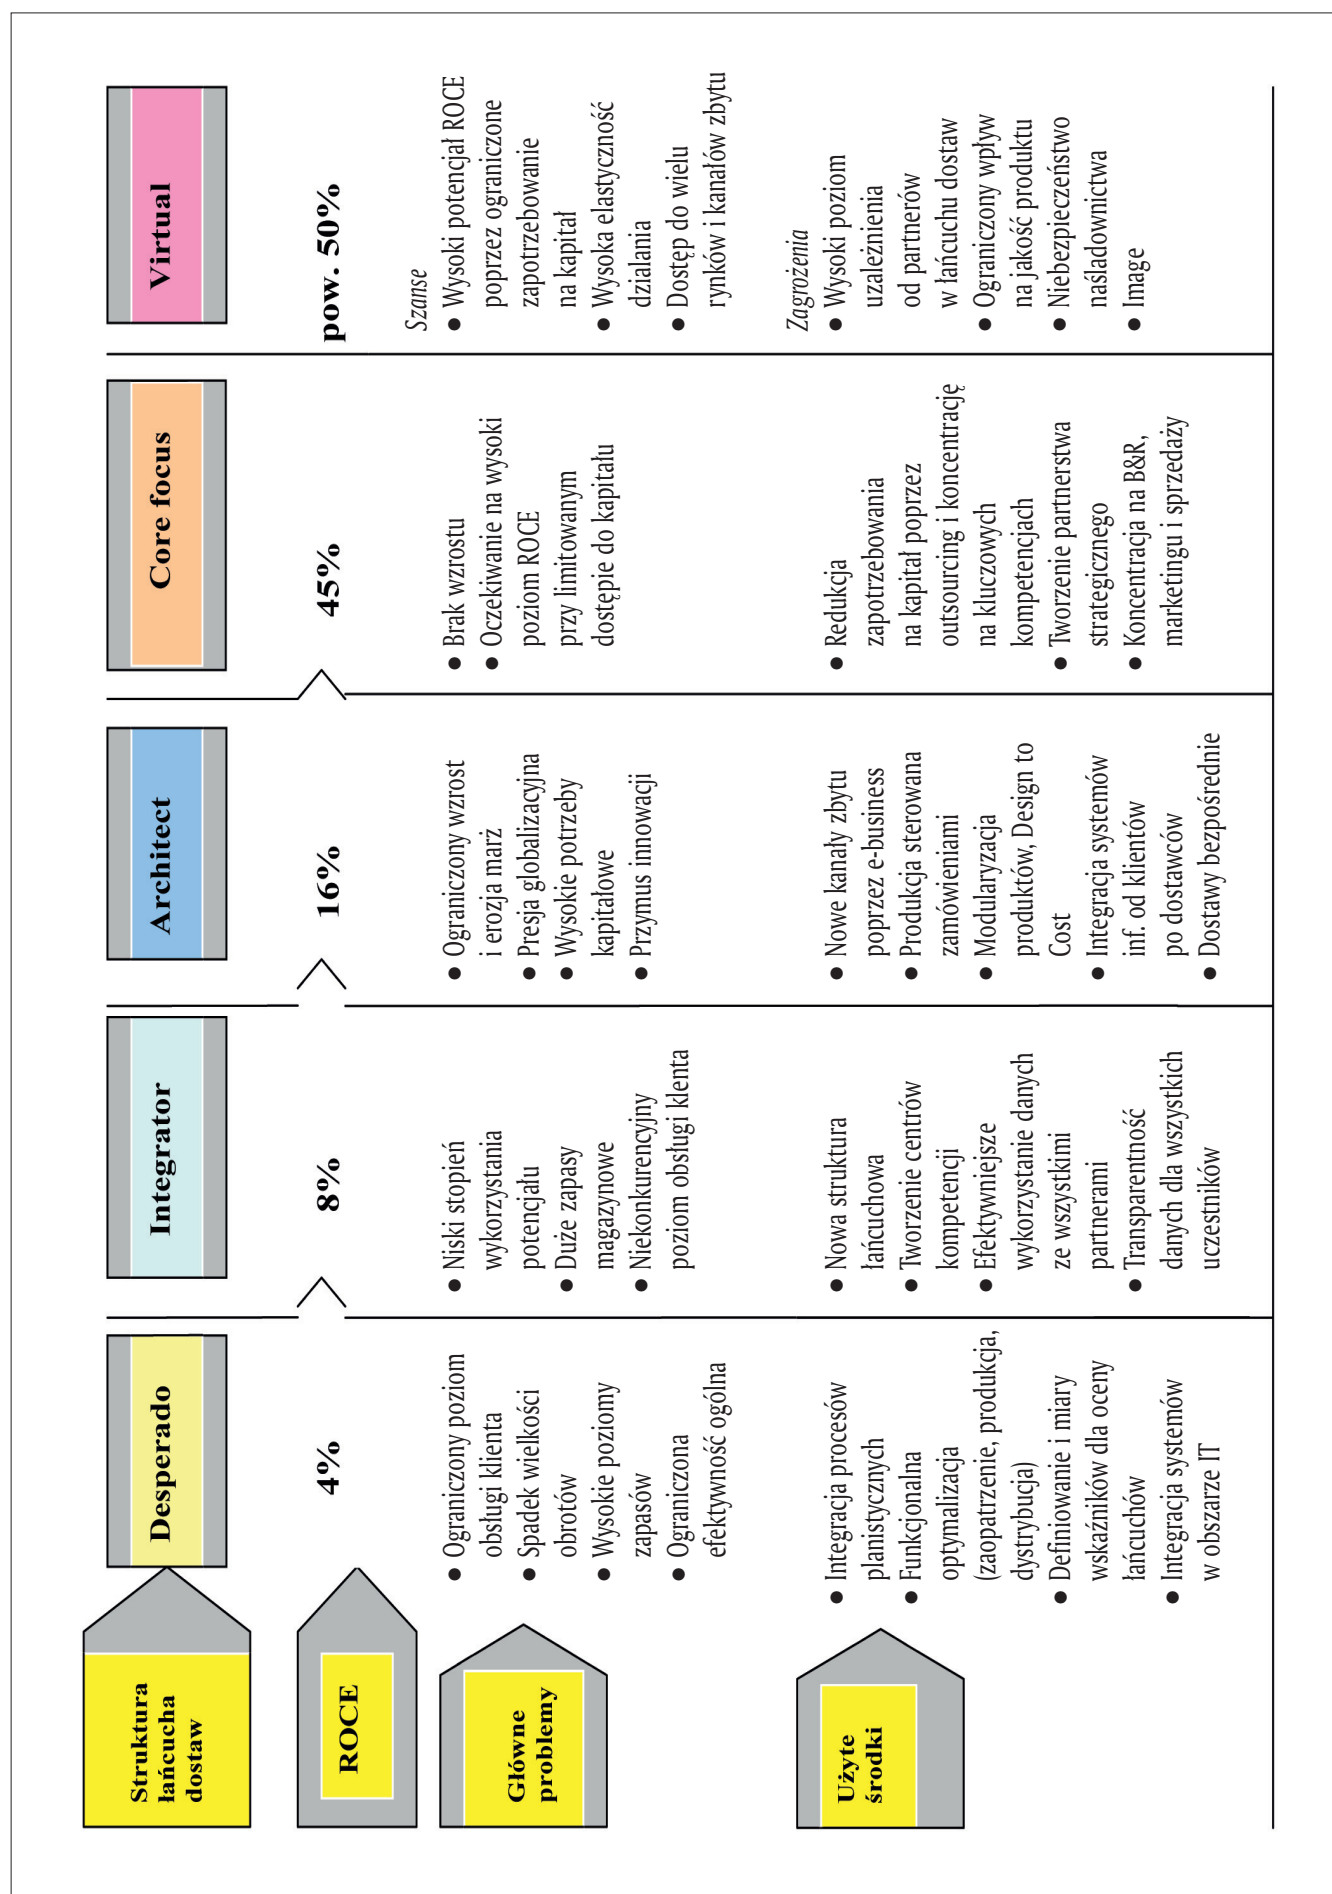 Struktura
łańcucha
dostaw
Desperado
Integrator
Architect
Core focus
Virtual
ROCE
4%
8%
16%
45%
pow. 50%
Główne
problemy
● Ograniczony poziom
obsługi klienta
● Spadek wielkości
obrotów
● Wysokie poziomy
zapasów
● Ograniczona
efektywność ogólna
● Niski stopień
wykorzystania
potencjału
● Duże zapasy
magazynowe
● Niekonkurencyjny
poziom obsługi klenta
● Ograniczony wzrost
i erozja marż
● Presja globalizacyjna
● Wysokie potrzeby
kapitałowe
● Przymus innowacji
● Brak wzrostu
● Oczekiwanie na wysoki
poziom ROCE
przy limitowanym
dostępie do kapitału
Szanse
● Wysoki potencjał ROCE
poprzez ograniczone
zapotrzebowanie
na kapitał
● Wysoka elastyczność
działania
● Dostęp do wielu
rynków i kanałów zbytu
Użyte
środki
● Integracja procesów
planistycznych
● Funkcjonalna
optymalizacja
(zaopatrzenie, produkcja,
dystrybucja)
● Definiowanie i miary
wskaźników dla oceny
łańcuchów
● Integracja systemów
w obszarze IT
● Nowa struktura
łańcuchowa
● Tworzenie centrów
kompetencji
● Efektywniejsze
wykorzystanie danych
ze wszystkimi
partnerami
● Transparentność
danych dla wszystkich
uczestników
● Nowe kanały zbytu
poprzez e-business
● Produkcja sterowana
zamówieniami
● Modularyzacja
produktów, Design to
Cost
● Integracja systemów
inf. od klientów
po dostawców
● Dostawy bezpośrednie
● Redukcja
zapotrzebowania
na kapitał poprzez
outsourcing i koncentrację
na kluczowych
kompetencjach
● Tworzenie partnerstwa
strategicznego
● Koncentracja na B&R,
marketingu i sprzedaży
Zagrożenia
● Wysoki poziom
uzależnienia
od partnerów
w łańcuchu dostaw
● Ograniczony wpływ
na jakość produktu
● Niebezpieczeństwo
naśladownictwa
● Image